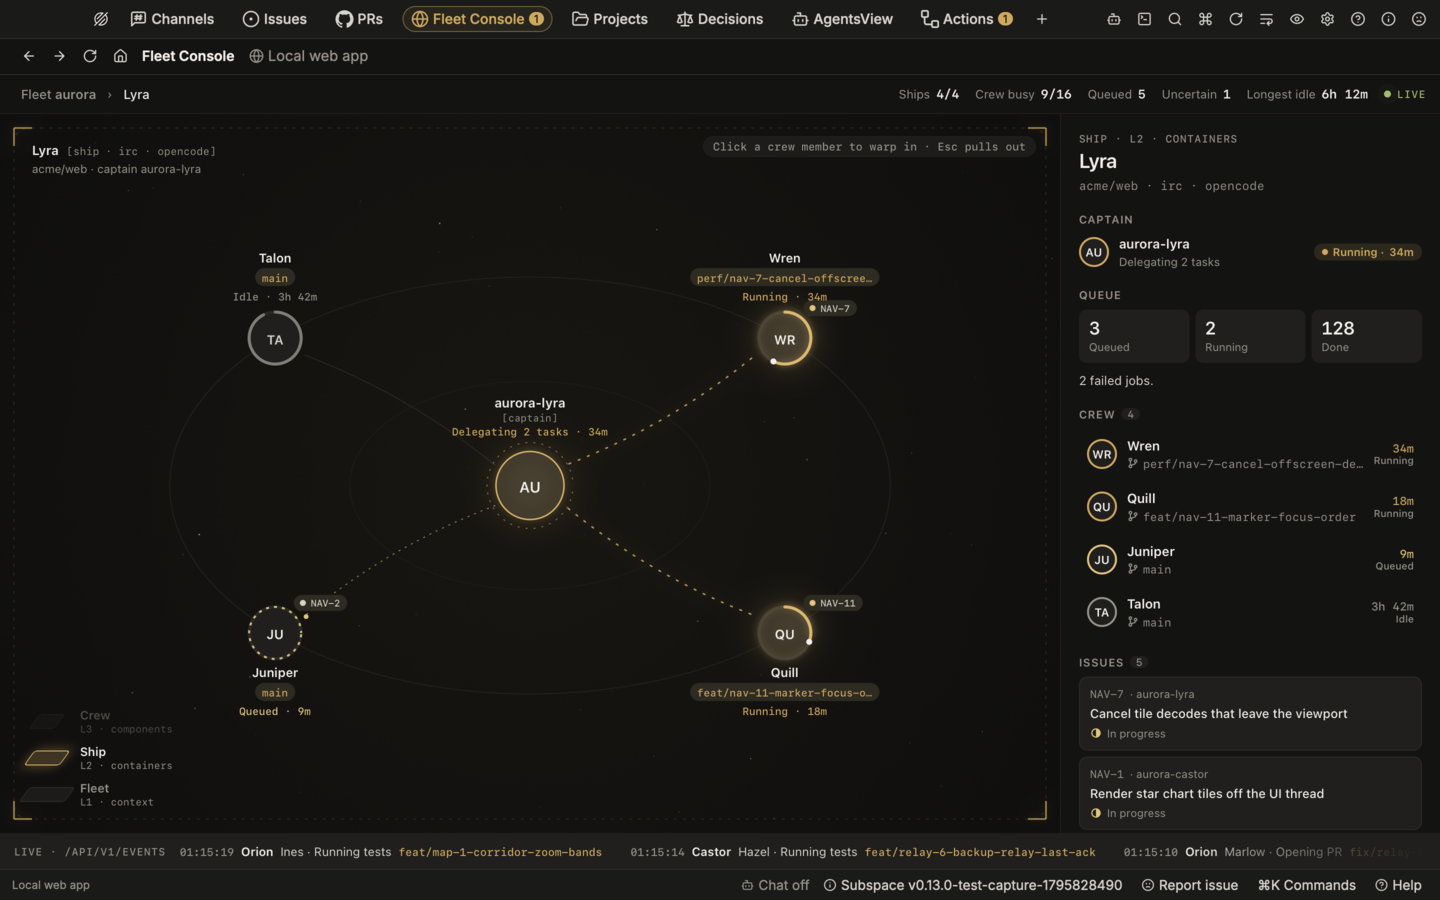 Channels
Issues
PRs
Fleet Console 1
Projects
Decisions
AgentsView
Actions 1
Fleet Console
Local web app
Fleet aurora › Lyra
Ships 4/4
Crew busy 9/16
Queued 5
Uncertain 1
Longest idle 6h 12m
LIVE
Lyra [ship · irc · opencode]
acme/web · captain aurora-lyra
Click a crew member to warp in · Esc pulls out
Talon
main
Idle · 3h 42m
TA
Wren
perf/nav-7-cancel-offscree…
Running · 34m
NAV-7
WR
aurora-lyra
[captain]
Delegating 2 tasks · 34m
AU
NAV-2
JU
Juniper
main
Queued · 9m
NAV-11
QU
Quill
feat/nav-11-marker-focus-o…
Running · 18m
Crew
L3 · components
Ship
L2 · containers
Fleet
L1 · context
SHIP · L2 · CONTAINERS
Lyra
acme/web · irc · opencode
CAPTAIN
AU
aurora-lyra
Delegating 2 tasks
Running · 34m
QUEUE
3
Queued
2
Running
128
Done
2 failed jobs.
CREW 4
WR
Wren
perf/nav-7-cancel-offscreen-de…
34m
Running
QU
Quill
feat/nav-11-marker-focus-order
18m
Running
JU
Juniper
main
9m
Queued
TA
Talon
main
3h 42m
Idle
ISSUES 5
NAV-7 · aurora-lyra
Cancel tile decodes that leave the viewport
In progress
NAV-1 · aurora-castor
Render star chart tiles off the UI thread
In progress
LIVE · /API/V1/EVENTS
01:15:19 Orion Ines · Running tests feat/map-1-corridor-zoom-bands
01:15:14 Castor Hazel · Running tests feat/relay-6-backup-relay-last-ack
01:15:10 Orion Marlow · Opening PR fix/relay-
Local web app
Chat off
Subspace v0.13.0-test-capture-1795828490
Report issue
⌘K Commands
Help